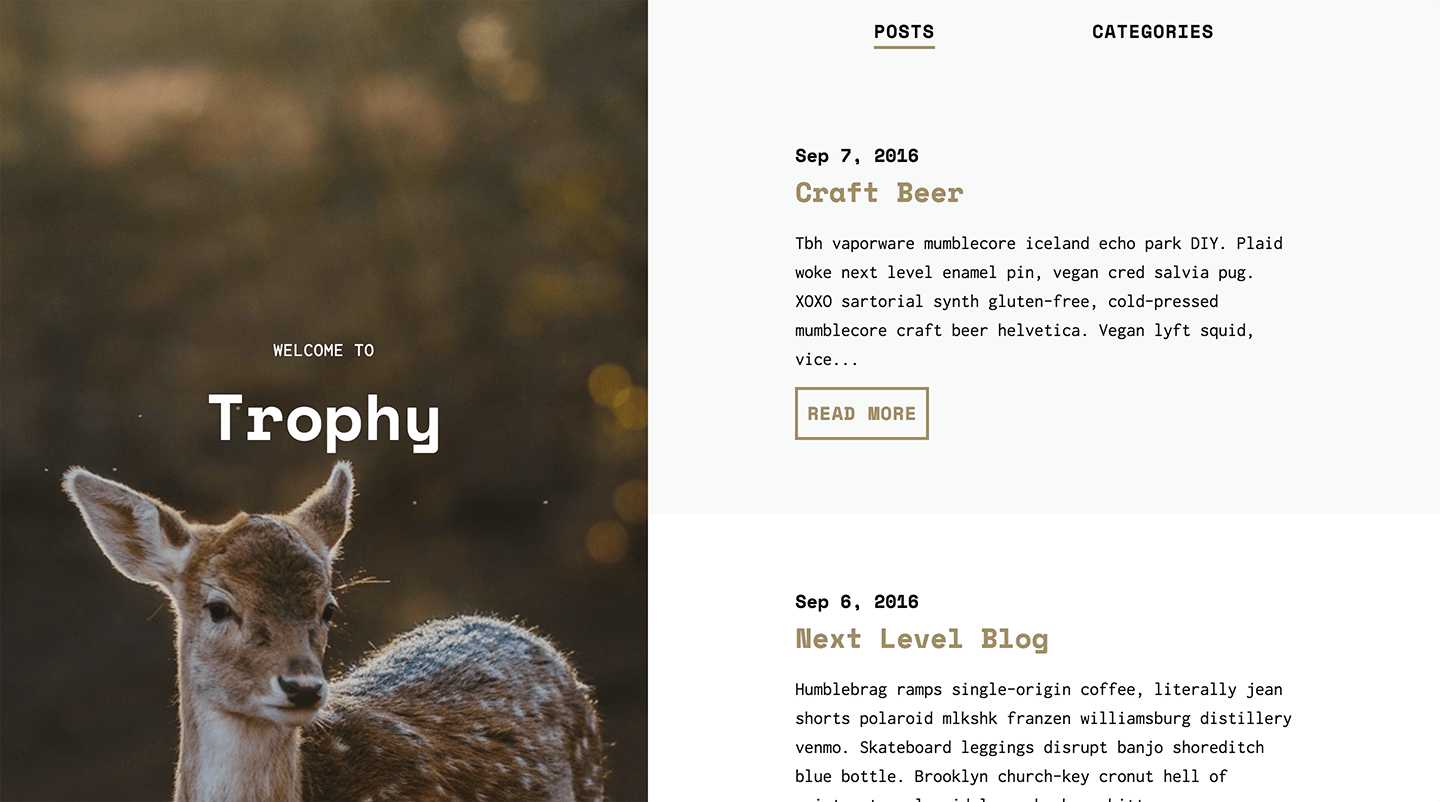 WELCOME TO
Trophy
POSTS
CATEGORIES
Sep 7, 2016
Craft Beer
Tbh vaporware mumblecore iceland echo park DIY. Plaid
woke next level enamel pin, vegan cred salvia pug.
XOXO sartorial synth gluten-free, cold-pressed
mumblecore craft beer helvetica. Vegan lyft squid,
vice...
READ MORE
Sep 6, 2016
Next Level Blog
Humblebrag ramps single-origin coffee, literally jean
shorts polaroid mlkshk franzen williamsburg distillery
venmo. Skateboard leggings disrupt banjo shoreditch
blue bottle. Brooklyn church-key cronut hell of